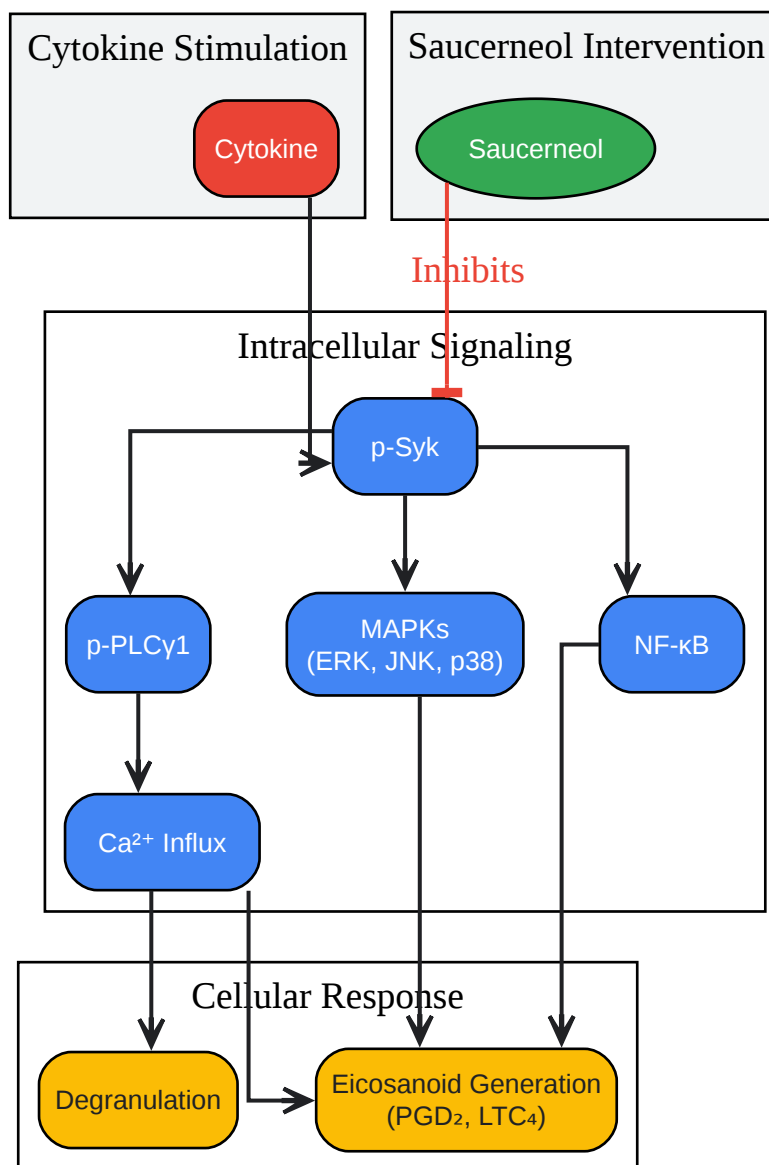 Cytokine Stimulation
Saucerneol Intervention
Cytokine
Saucerneol
Inhibits
Intracellular Signaling
p-Syk
p-PLCγ1
MAPKs
(ERK, JNK, p38)
NF-κB
Ca²⁺ Influx
Cellular Response
Degranulation
Eicosanoid Generation
(PGD₂, LTC₄)